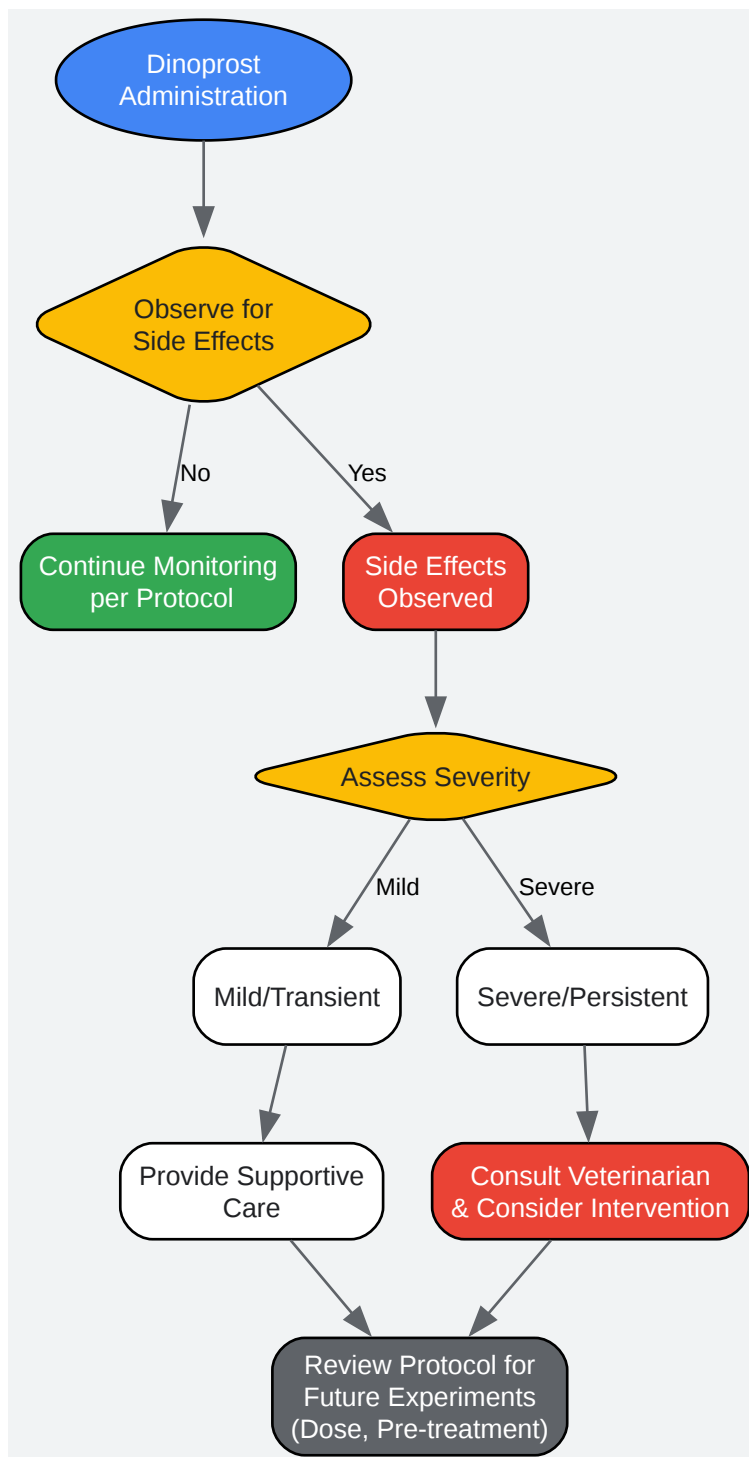 Dinoprost
Administration
Observe for
Side Effects
No
Yes
Continue Monitoring
per Protocol
Side Effects
Observed
Assess Severity
Mild
Severe
Mild/Transient
Severe/Persistent
Provide Supportive
Care
Consult Veterinarian
& Consider Intervention
Review Protocol for
Future Experiments
(Dose, Pre-treatment)